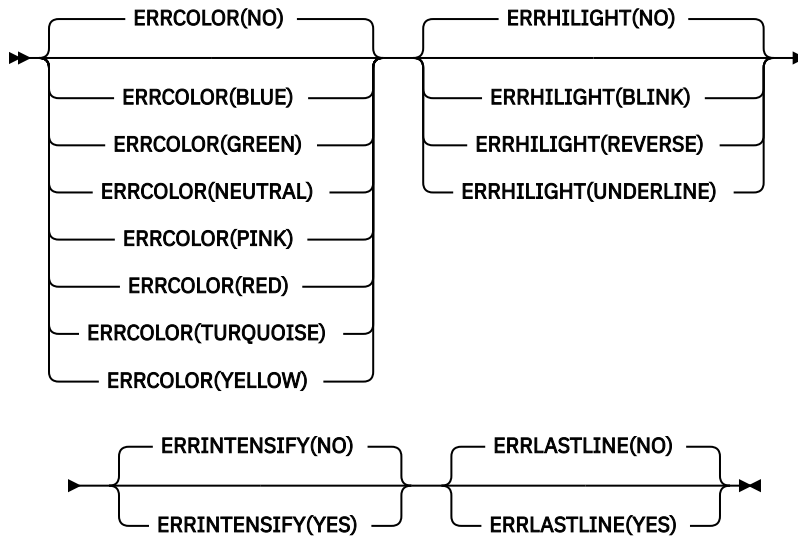 ERRCOLOR(NO)
ERRCOLOR(BLUE)
ERRCOLOR(GREEN)
ERRCOLOR(NEUTRAL)
ERRCOLOR(PINK)
ERRCOLOR(RED)
ERRCOLOR(TURQUOISE)
ERRCOLOR(YELLOW)
ERRHILIGHT(NO)
ERRHILIGHT(BLINK)
ERRHILIGHT(REVERSE)
ERRHILIGHT(UNDERLINE)
ERRINTENSIFY(NO)
ERRINTENSIFY(YES)
ERRLASTLINE(NO)
ERRLASTLINE(YES)